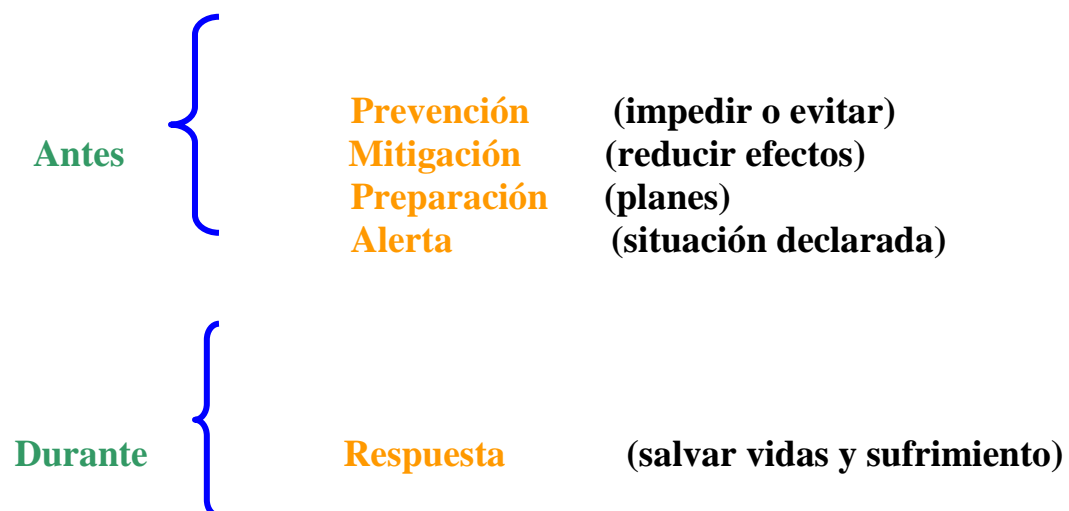 Prevención (impedir o evitar)
Antes Mitigación (reducir efectos)
Preparación (planes)
Alerta (situación declarada)
Durante Respuesta (salvar vidas y sufrimiento)